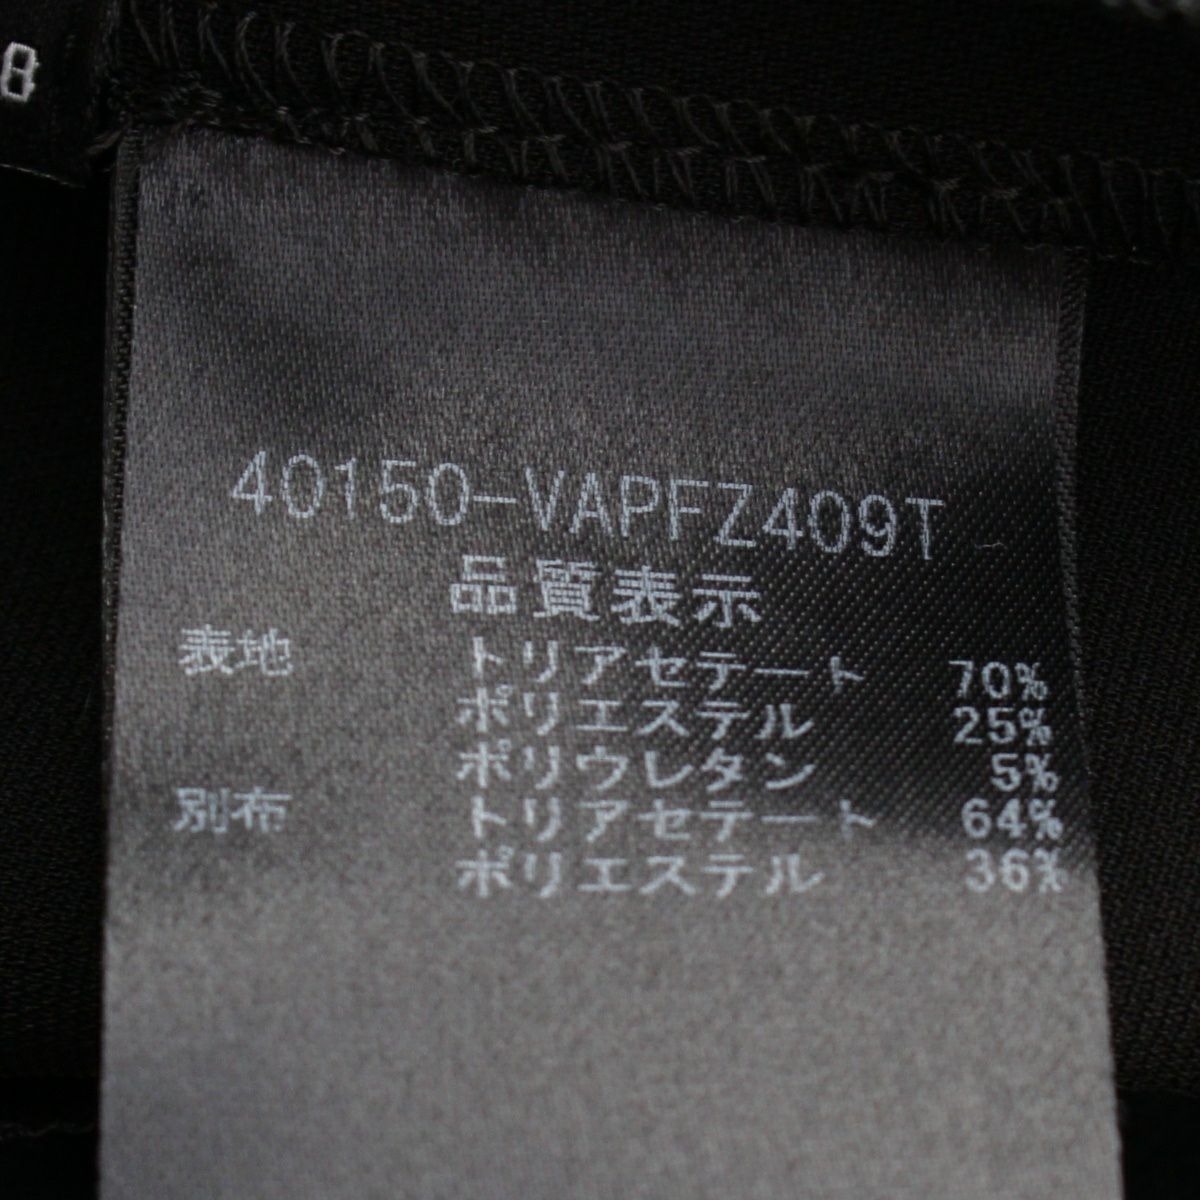 8
40150-VAPFZ409T
品質表示
表地 トリアセテート 70%
ポリエステル 25%
ポリウレタン 5%
別布 トリアセテート 64%
ポリエステル 36%